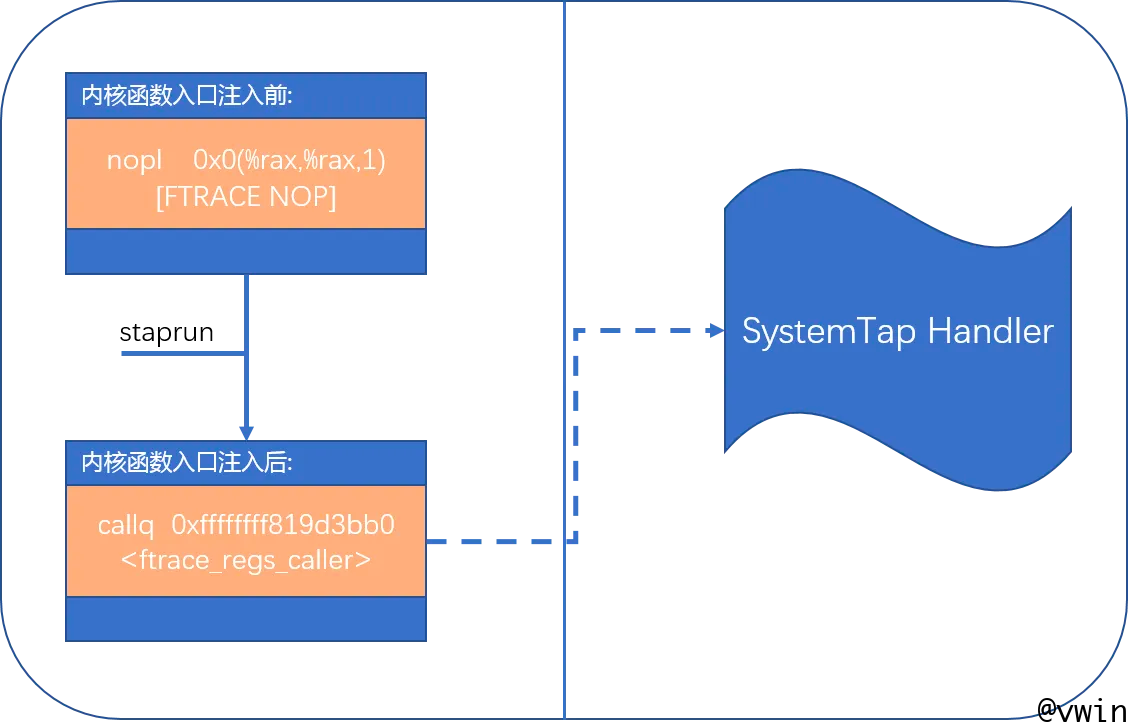 内核函数入口注入前:
nopl 0x0(%rax,%rax,1)
[FTRACE NOP]
staprun
SystemTap Handler
内核函数入口注入后:
callq 0xffffffff819d3bb0
<ftrace_regs_caller>
@vwin